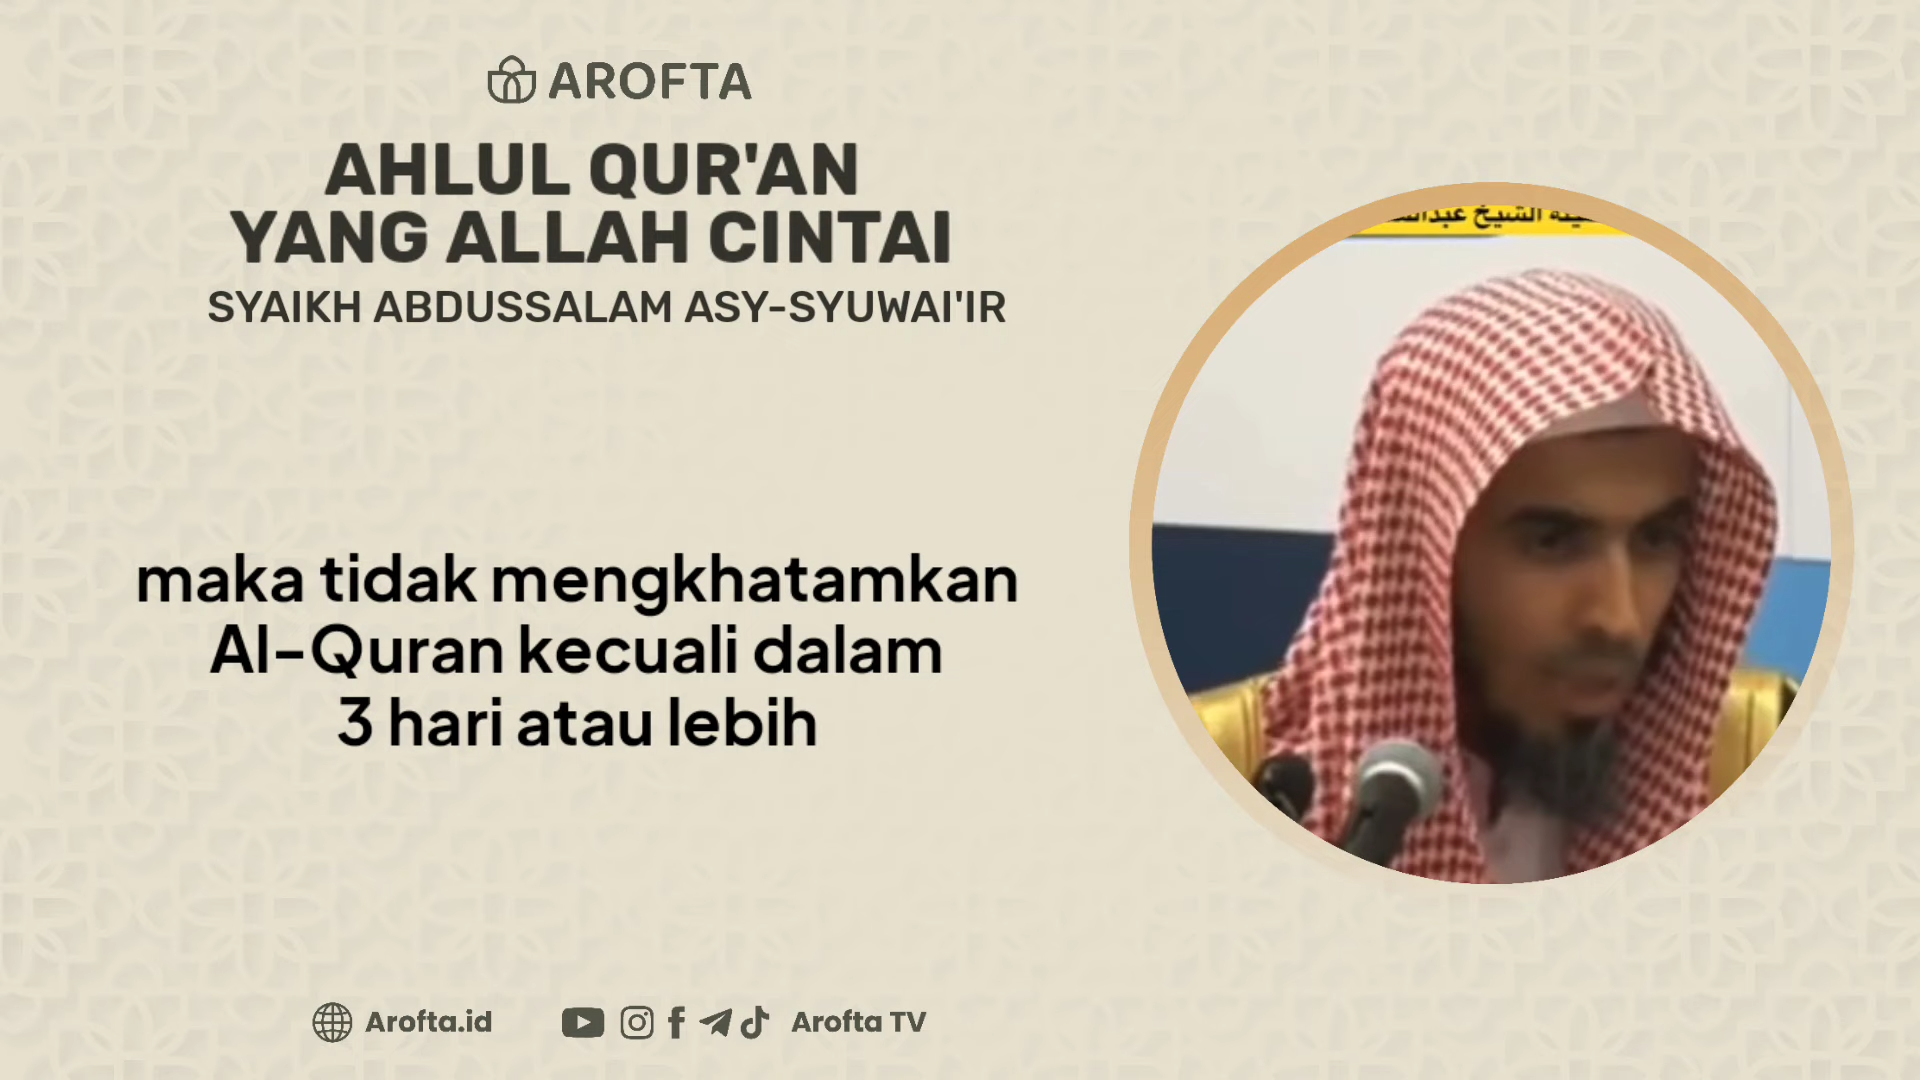 AROFTA
AHLUL QUR'AN
YANG ALLAH CINTAI
SYAIKH ABDUSSALAM ASY-SYUWAI'IR
الشيخ
maka tidak mengkhatamkan
Al-Quran kecuali dalam
3 hari atau lebih
Arofta.id
Arofta TV